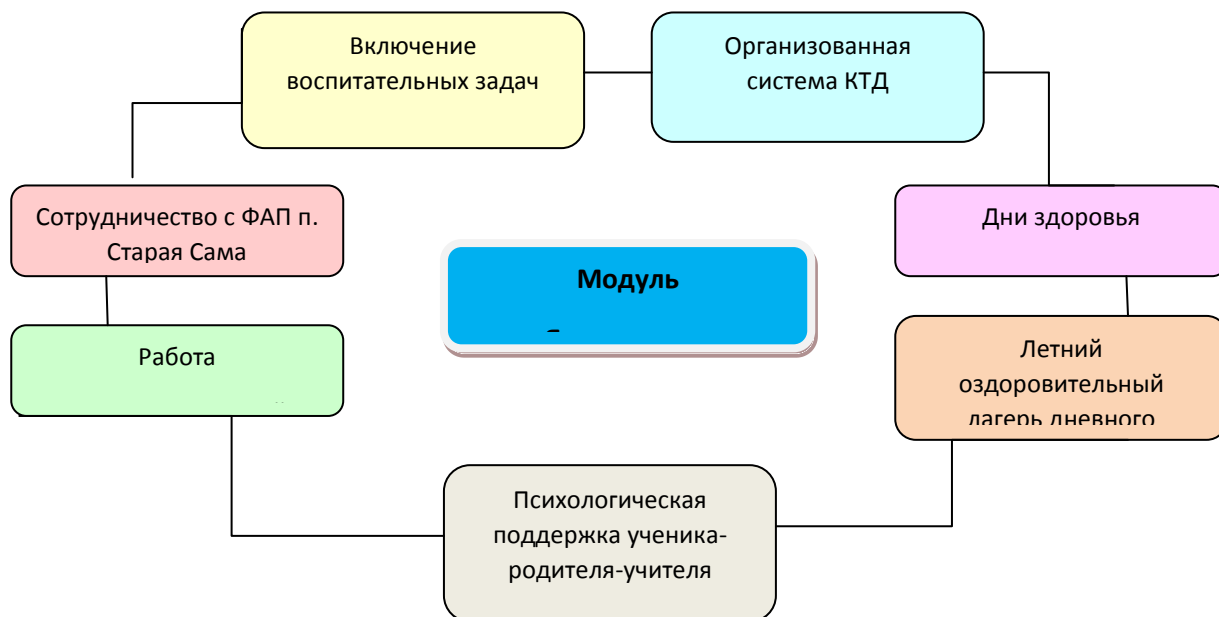 Включение
воспитательных задач
Организованная
система КТД
Сотрудничество с ФАП п.
Старая Сама
Дни здоровья
Модуль
Работа
Летний
оздоровительный
лагерь дневного
Психологическая
поддержка ученика-
родителя-учителя